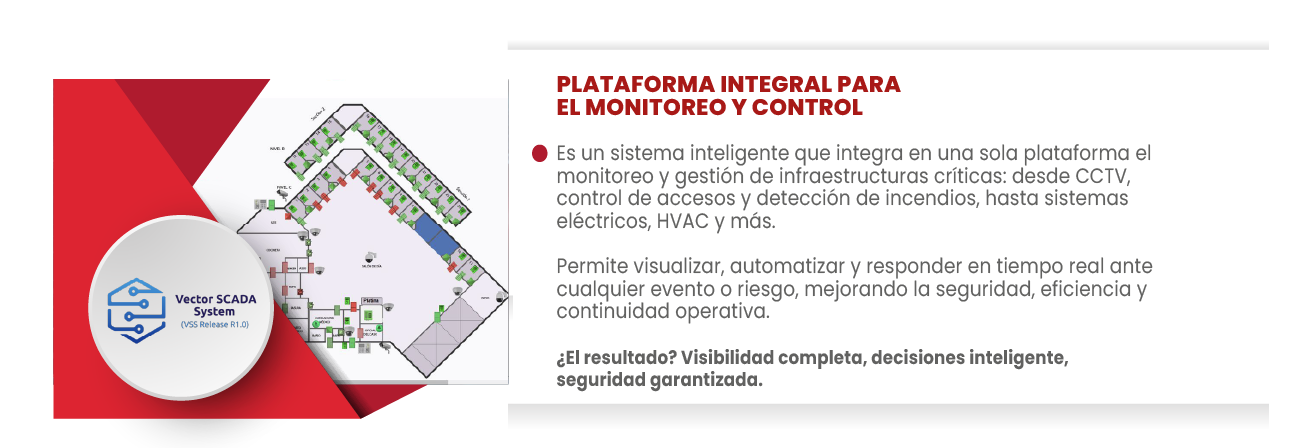 PLATAFORMA INTEGRAL PARA
EL MONITOREO Y CONTROL
Es un sistema inteligente que integra en una sola plataforma el
monitoreo y gestión de infraestructuras críticas: desde CCTV,
control de accesos y detección de incendios, hasta sistemas
eléctricos, HVAC y más.
Permite visualizar, automatizar y responder en tiempo real ante
cualquier evento o riesgo, mejorando la seguridad, eficiencia y
continuidad operativa.
¿El resultado? Visibilidad completa, decisiones inteligente,
seguridad garantizada.
Vector SCADA
System
(VSS Release R1.0)